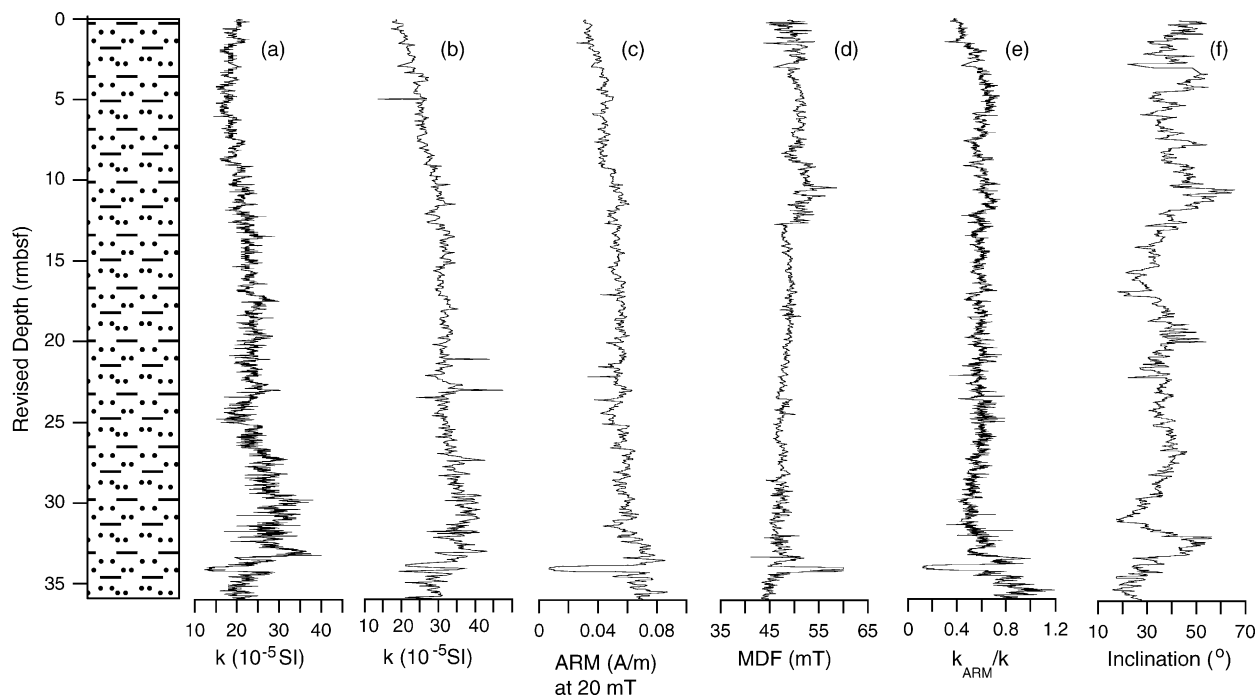 0
5
10
15
20
25
30
35
Revised Depth (rmbsf)
(a)
(b)
(c)
(d)
(e)
(f)
10 20 30 40
k (10-5SI)
10 20 30 40
k (10-5SI)
0 0.04 0.08
ARM (A/m)
at 20 mT
35 45 55 65
MDF (mT)
0 0.4 0.8 1.2
kARM/k
10 30 50 70
Inclination (o)